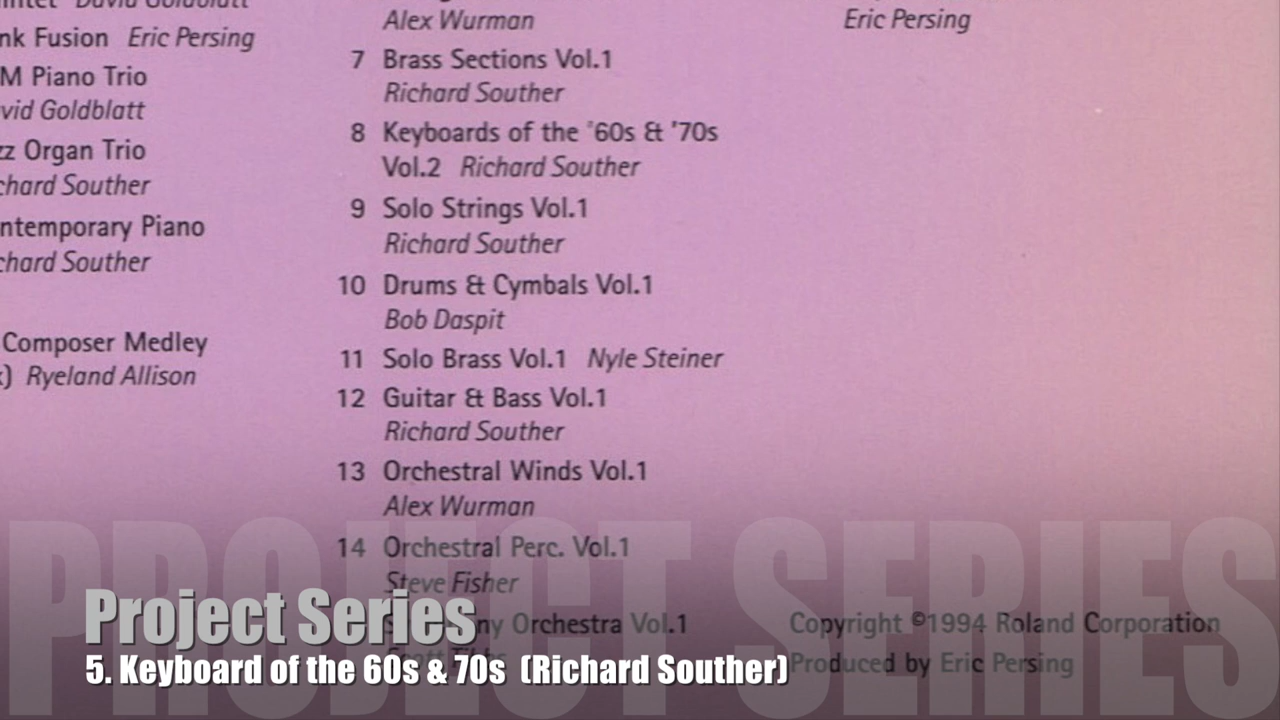 Eric Persing
nk Fusion Eric Persing
M Piano Trio
vid Goldblatt
zz Organ Trio
chard Souther
ntemporary Piano
chard Souther
Composer Medley
) Ryeland Allison
Alex Wurman
7 Brass Sections Vol.1
Richard Souther
8 Keyboards of the '60s & '70s
Vol.2 Richard Souther
9 Solo Strings Vol.1
Richard Souther
10 Drums & Cymbals Vol.1
Bob Daspit
11 Solo Brass Vol.1 Nyle Steiner
12 Guitar & Bass Vol.1
Richard Souther
13 Orchestral Winds Vol.1
Alex Wurman
14 Orchestral Perc. Vol.1
Steve Fisher
Orchestra Vol.1
Copyright ©1994 Roland Corporation
Produced by Eric Persing
PROJECT SERIES
Project Series
5. Keyboard of the 60s & 70s (Richard Souther)